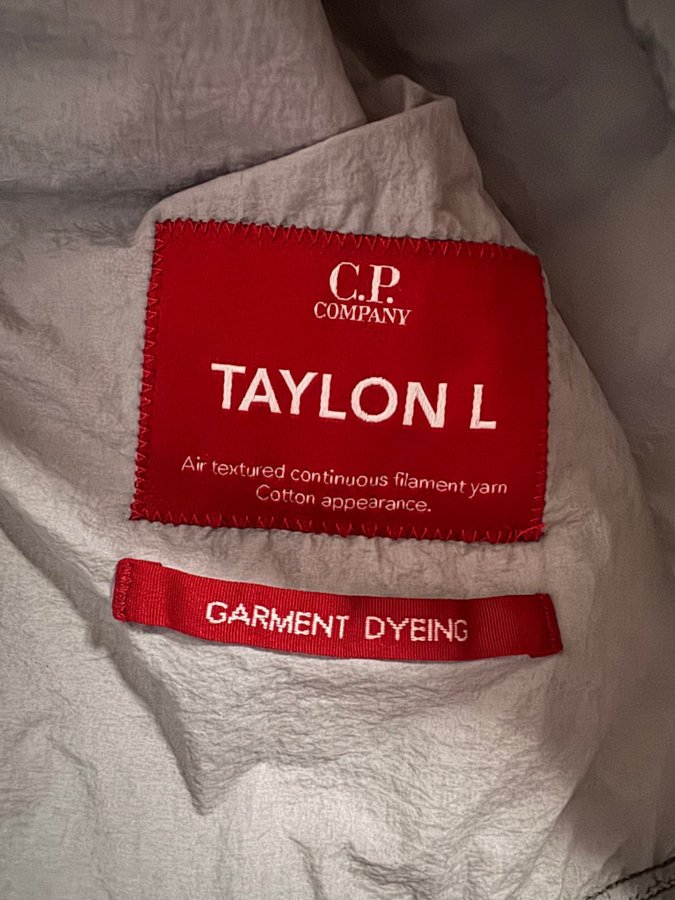 C.P.
COMPANY
TAYLON L
Air textured continuous filament yarn
Cotton appearance.
GARMENT DYEING